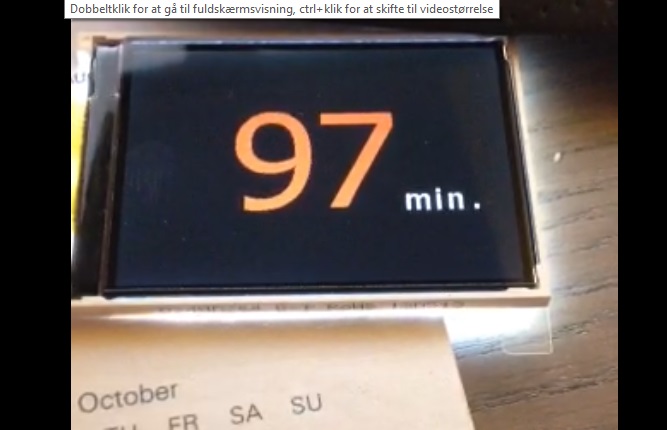 Dobbeltklik for at gå til fuldskærmsvisning, ctrl+klik for at skifte til videostørrelse
97 min.
October
TH FR SA SU